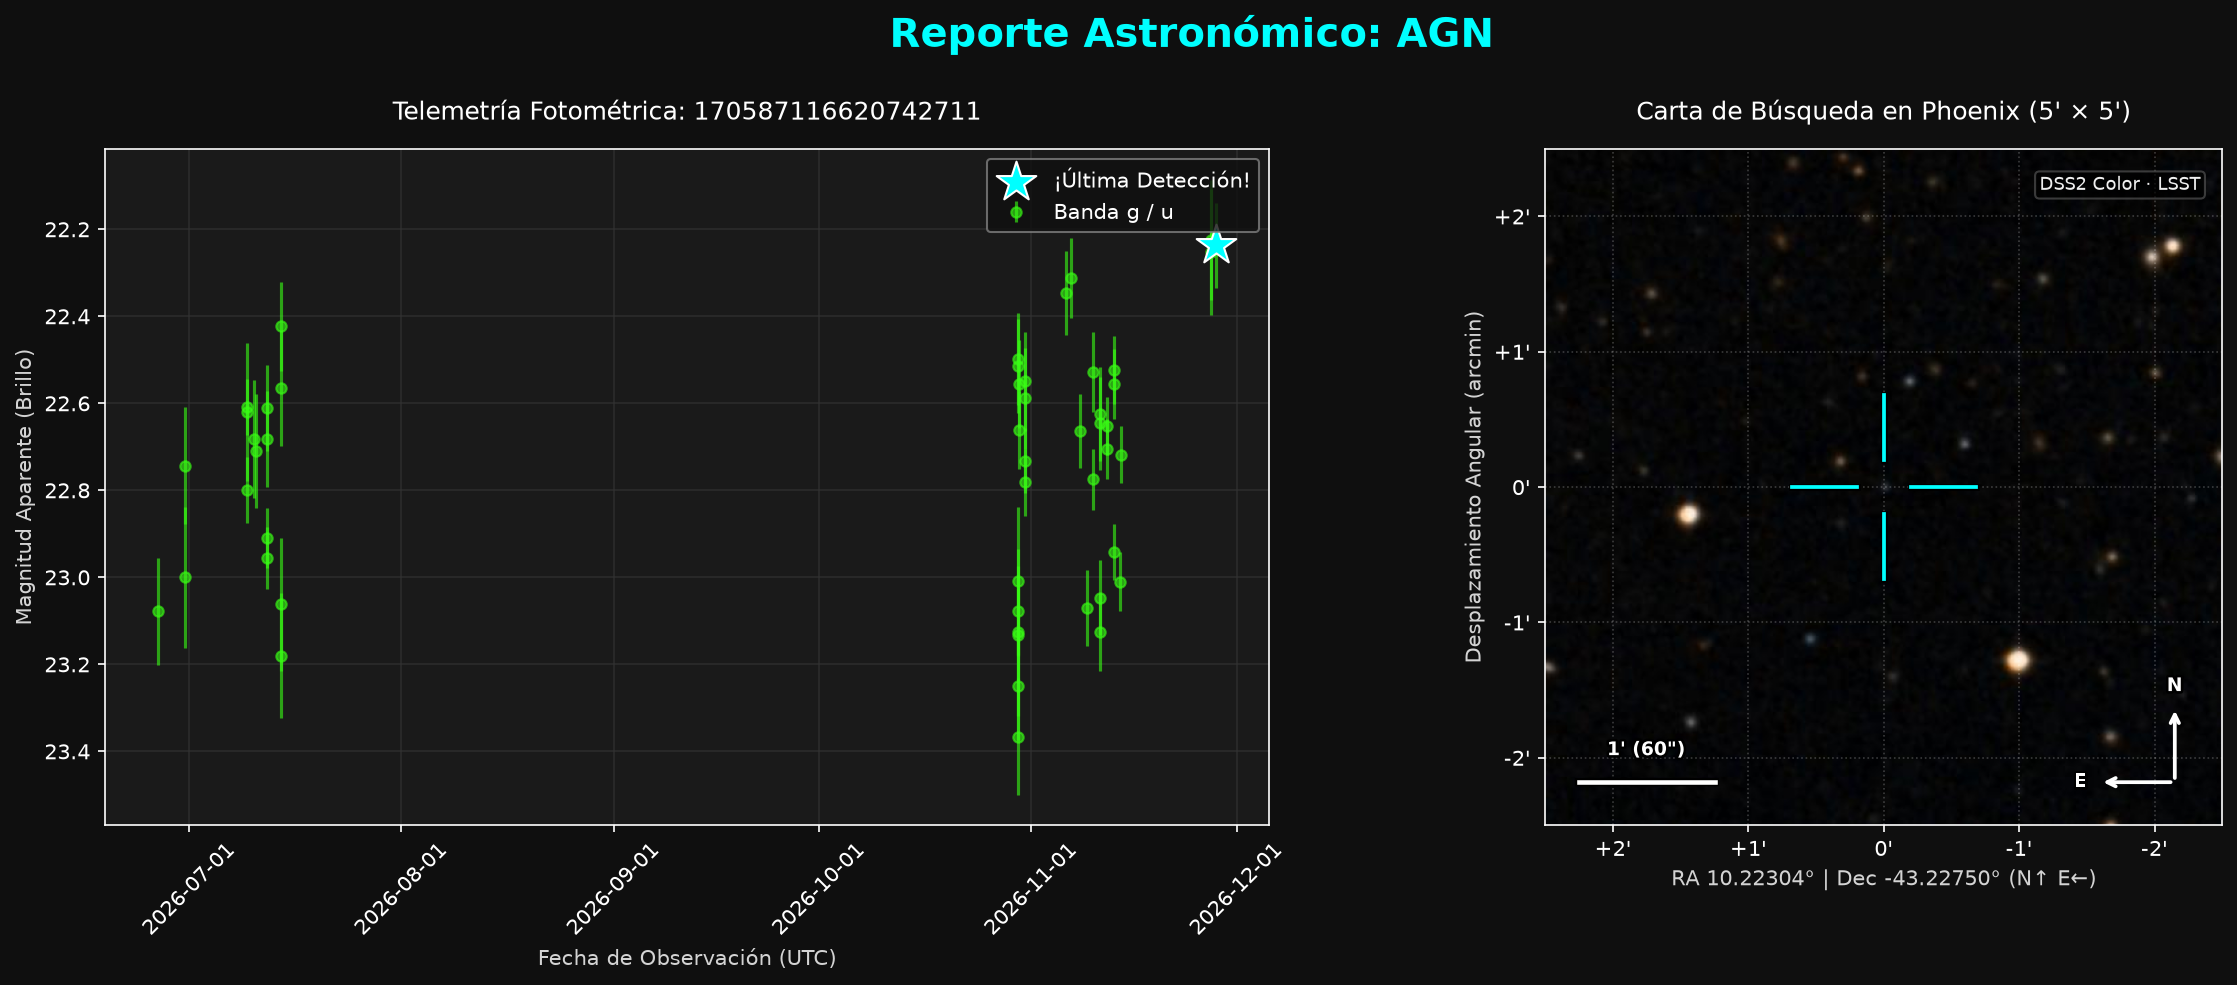 Reporte Astronómico: AGN
Telemetría Fotométrica: 170587116620742711
¡Última Detección!
Banda g / u
Magnitud Aparente (Brillo)
22.2
22.4
22.6
22.8
23.0
23.2
23.4
2026-07-01
2026-08-01
2026-09-01
2026-10-01
2026-11-01
2026-12-01
Fecha de Observación (UTC)
Carta de Búsqueda en Phoenix (5' × 5')
DSS2 Color · LSST
Desplazamiento Angular (arcmin)
+2'
+1'
0'
-1'
-2'
N
E
1' (60")
+2'
+1'
0'
-1'
-2'
RA 10.22304° | Dec -43.22750° (N↑ E←)